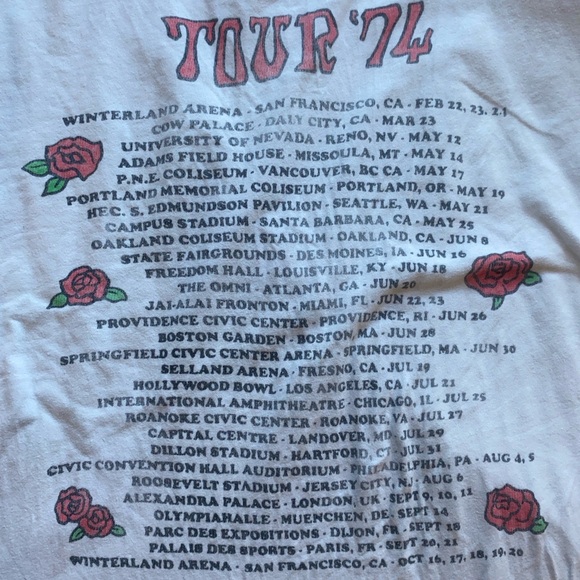 TOUR '74
WINTERLAND ARENA · SAN FRANCISCO, CA · FEB 22, 23, 24
COW PALACE · DALY CITY, CA · MAR 23
UNIVERSITY OF NEVADA · RENO, NV · MAY 12
ADAMS FIELD HOUSE · MISSOULA, MT · MAY 14
P.N.E. COLISEUM · VANCOUVER, BC CA · MAY 17
PORTLAND MEMORIAL COLISEUM · PORTLAND, OR · MAY 19
HEC. S. EDMUNDSON PAVILION · SEATTLE, WA · MAY 21
CAMPUS STADIUM · SANTA BARBARA, CA · MAY 25
OAKLAND COLISEUM STADIUM · OAKLAND, CA · JUN 8
STATE FAIRGROUNDS · DES MOINES, IA · JUN 16
FREEDOM HALL · LOUISVILLE, KY · JUN 18
THE OMNI · ATLANTA, GA · JUN 20
JAI-ALAI FRONTON · MIAMI, FL · JUN 22, 23
PROVIDENCE CIVIC CENTER · PROVIDENCE, RI · JUN 26
BOSTON GARDEN · BOSTON, MA · JUN 28
SPRINGFIELD CIVIC CENTER ARENA · SPRINGFIELD, MA · JUN 30
SELLAND ARENA · FRESNO, CA · JUL 19
HOLLYWOOD BOWL · LOS ANGELES, CA · JUL 21
INTERNATIONAL AMPHITHEATRE · CHICAGO, IL · JUL 25
ROANOKE CIVIC CENTER · ROANOKE, VA · JUL 27
CAPITAL CENTRE · LANDOVER, MD · JUL 29
DILLON STADIUM · HARTFORD, CT · JUL 31
CIVIC CONVENTION HALL AUDITORIUM · PHILADELPHIA, PA · AUG 4, 5
ROOSEVELT STADIUM · JERSEY CITY, NJ · AUG 6
ALEXANDRA PALACE · LONDON, UK · SEPT 9, 10, 11
OLYMPIAHALLE · MUENCHEN, DE · SEPT 14
PARC DES EXPOSITIONS · DIJON, FR · SEPT 18
PALAIS DES SPORTS · PARIS, FR · SEPT 20, 21
WINTERLAND ARENA · SAN FRANCISCO, CA · OCT 16, 17, 18, 19, 20